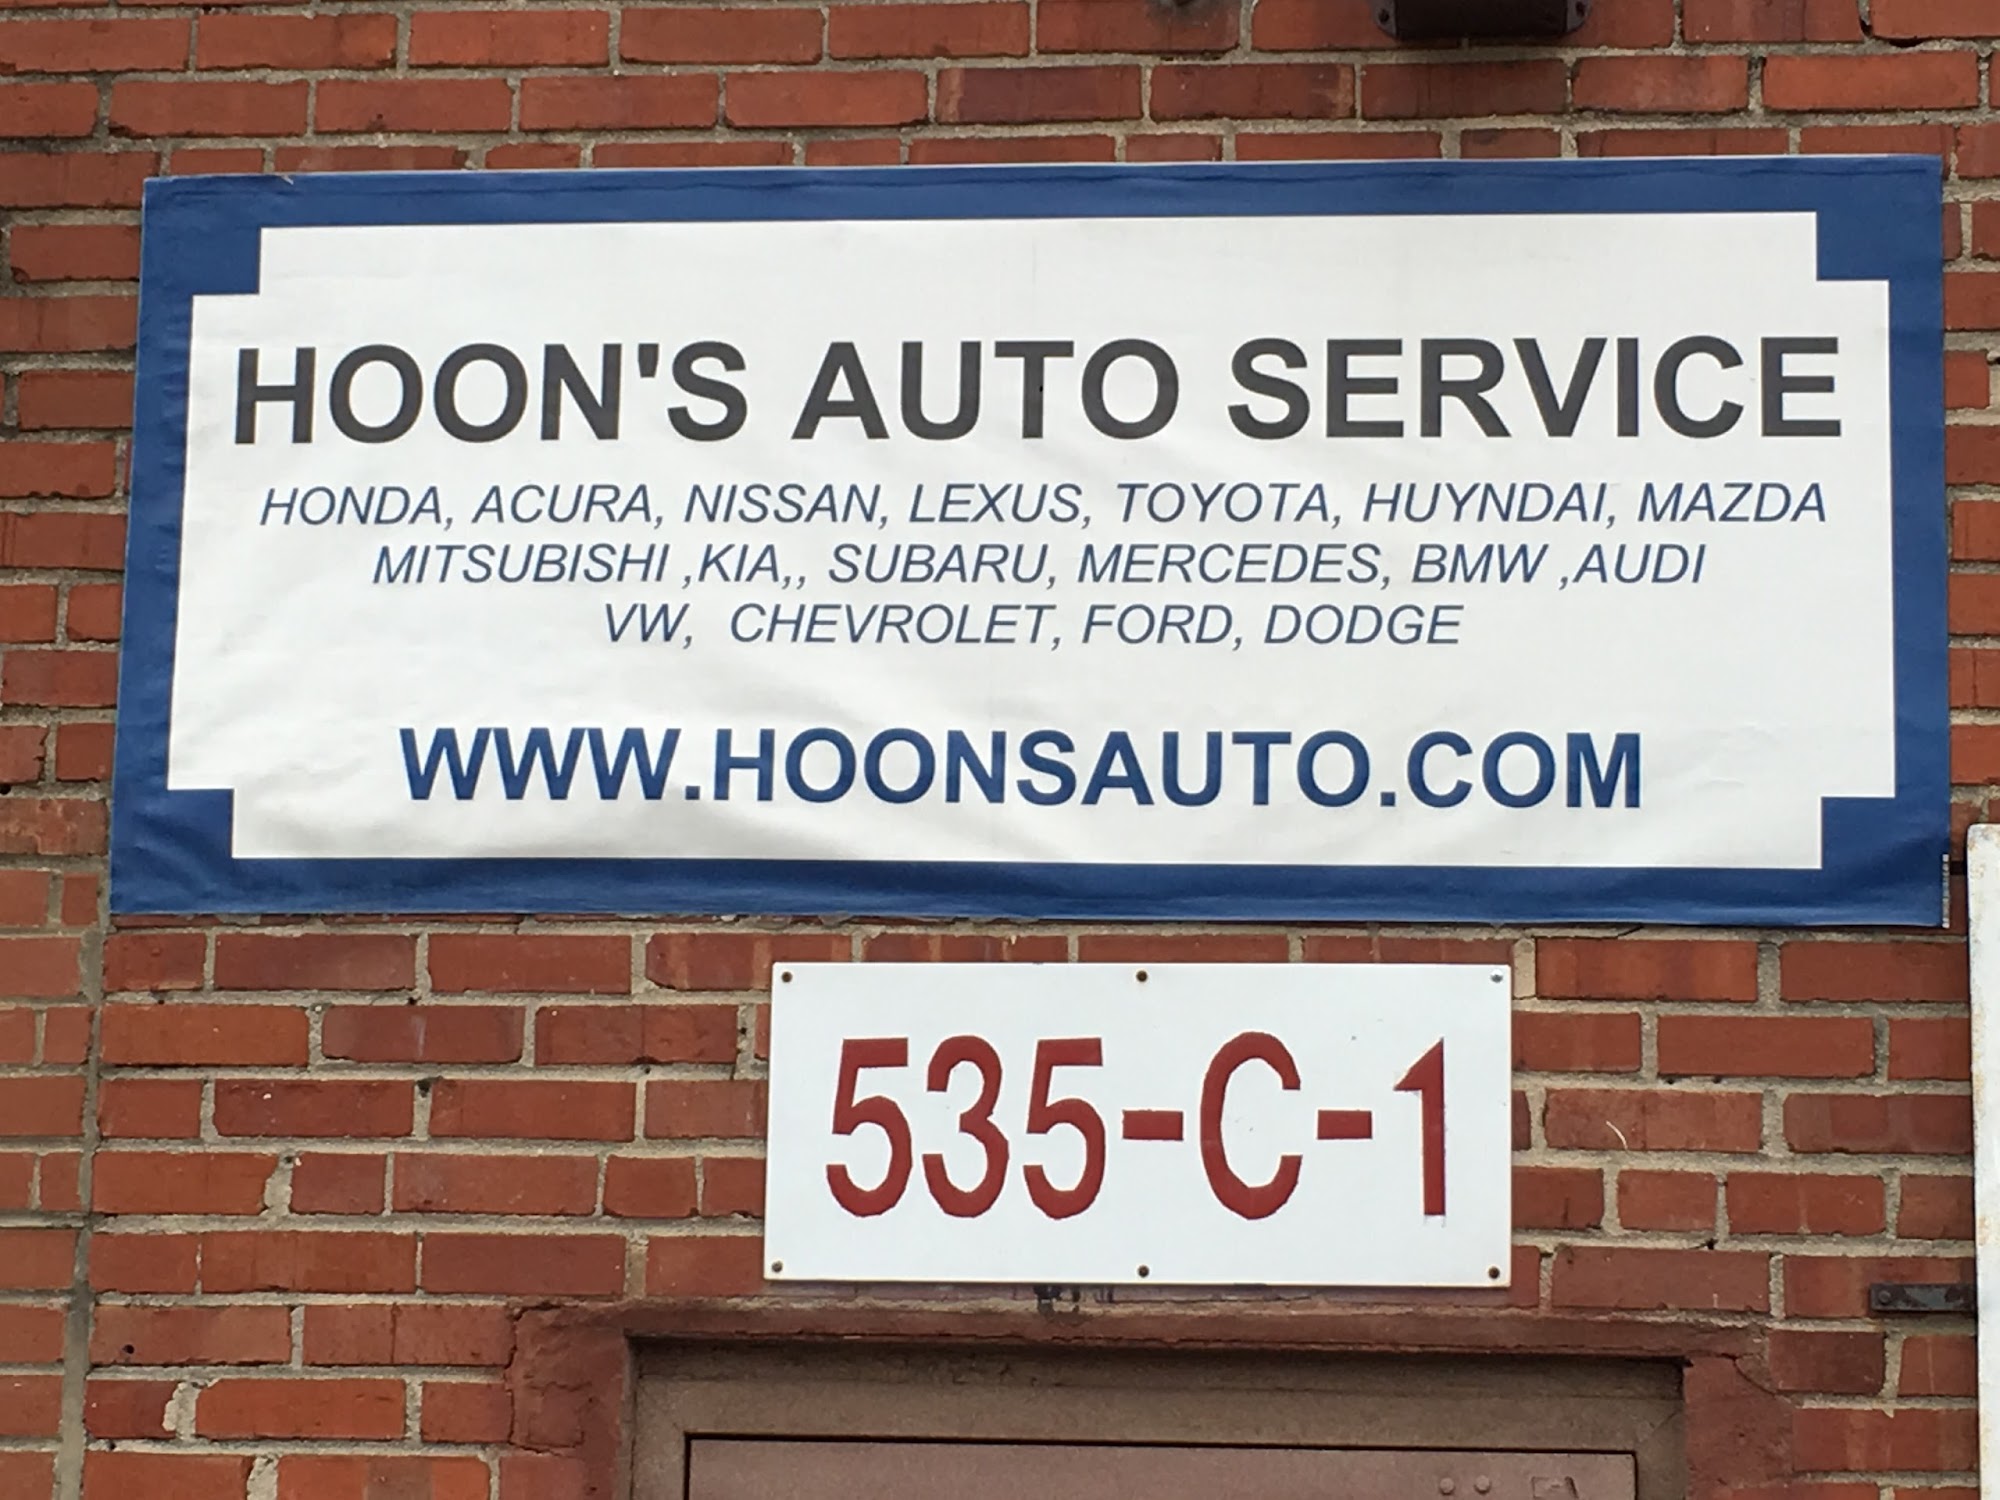 HOON'S AUTO SERVICE
HONDA, ACURA, NISSAN, LEXUS, TOYOTA, HUYNDAI, MAZDA
MITSUBISHI ,KIA,, SUBARU, MERCEDES, BMW ,AUDI
VW, CHEVROLET, FORD, DODGE
WWW.HOONSAUTO.COM
535-C-1